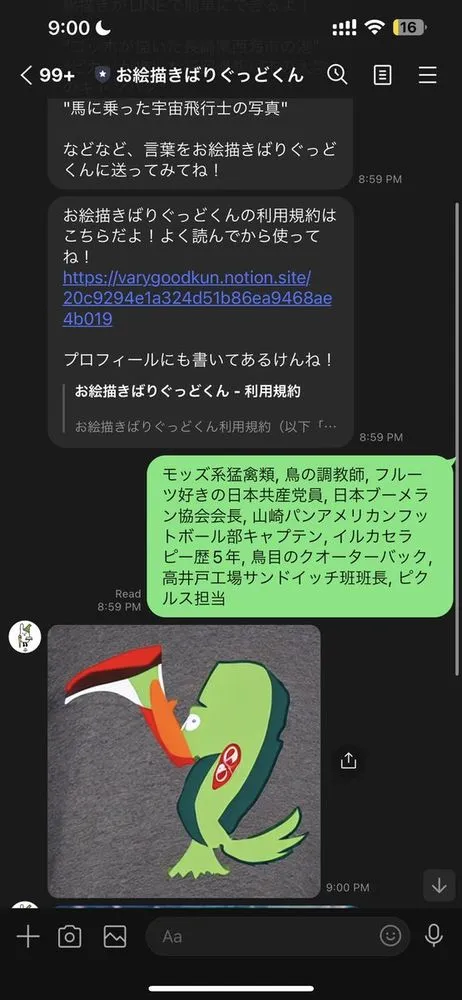 9:00
16
99+
お絵描きばりぐっどくん
"馬に乗った宇宙飛行士の写真"
などなど、言葉をお絵描きばりぐっど
くんに送ってみてね！
8:59 PM
お絵描きばりぐっどくんの利用規約は
こちらだよ！よく読んでから使って
ね！
https://varygoodkun.notion.site/
20c9294e1a324d51b86ea9468ae
4b019
プロフィールにも書いてあるけんね！
お絵描きばりぐっどくん - 利用規約
お絵描きばりぐっどくん利用規約（以下「…
8:59 PM
モッズ系猛禽類, 鳥の調教師, フルー
ツ好きの日本共産党員, 日本ブーメラ
ン協会会長, 山崎パンアメリカンフッ
トボール部キャプテン, イルカセラ
ピー歴５年, 鳥目のクオーターバック,
高井戸工場サンドイッチ班班長, ピク
ルス担当
Read
8:59 PM
9:00 PM
Aa